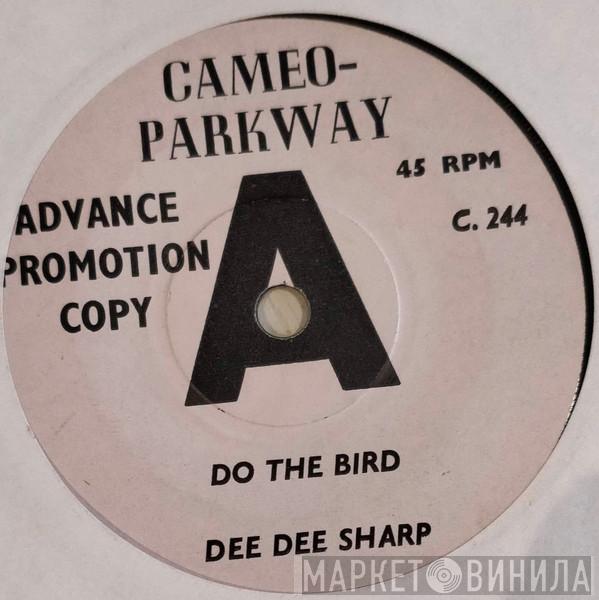 CAMEO-
PARKWAY
45 RPM
C. 244
ADVANCE
PROMOTION
COPY
A
DO THE BIRD
DEE DEE SHARP
МАРКЕТ ВИНИЛА